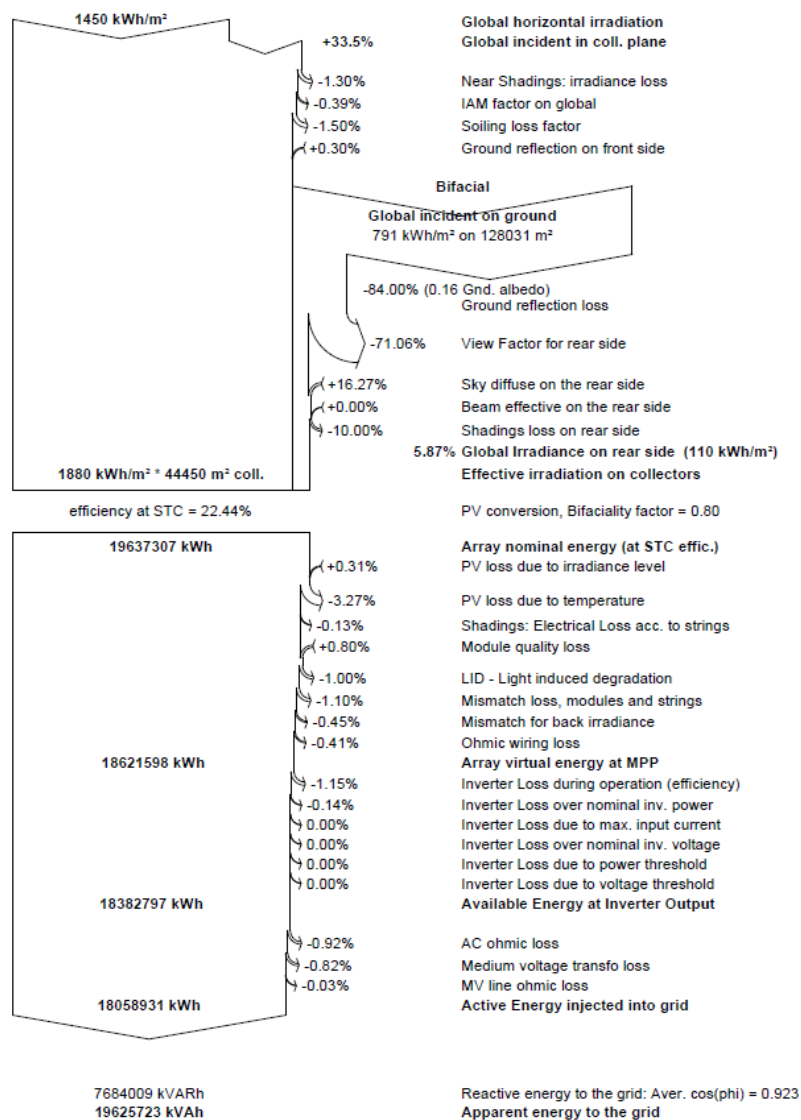 1450 kWh/m² Global horizontal irradiation
+33.5% Global incident in coll. plane
-1.30% Near Shadings: irradiance loss
-0.39% IAM factor on global
-1.50% Soiling loss factor
+0.30% Ground reflection on front side
Bifacial
Global incident on ground
791 kWh/m² on 128031 m²
-84.00% (0.16 Gnd. albedo)
Ground reflection loss
-71.06% View Factor for rear side
+16.27% Sky diffuse on the rear side
+0.00% Beam effective on the rear side
-10.00% Shadings loss on rear side
5.87% Global Irradiance on rear side (110 kWh/m²)
1880 kWh/m² * 44450 m² coll. Effective irradiation on collectors
efficiency at STC = 22.44% PV conversion, Bifaciality factor = 0.80
19637307 kWh Array nominal energy (at STC effic.)
+0.31% PV loss due to irradiance level
-3.27% PV loss due to temperature
-0.13% Shadings: Electrical Loss acc. to strings
+0.80% Module quality loss
-1.00% LID - Light induced degradation
-1.10% Mismatch loss, modules and strings
-0.45% Mismatch for back irradiance
-0.41% Ohmic wiring loss
18621598 kWh Array virtual energy at MPP
-1.15% Inverter Loss during operation (efficiency)
-0.14% Inverter Loss over nominal inv. power
0.00% Inverter Loss due to max. input current
0.00% Inverter Loss over nominal inv. voltage
0.00% Inverter Loss due to power threshold
0.00% Inverter Loss due to voltage threshold
18382797 kWh Available Energy at Inverter Output
-0.92% AC ohmic loss
-0.82% Medium voltage transfo loss
-0.03% MV line ohmic loss
18058931 kWh Active Energy injected into grid
7684009 kVARh Reactive energy to the grid: Aver. cos(phi) = 0.923
19625723 kVAh Apparent energy to the grid